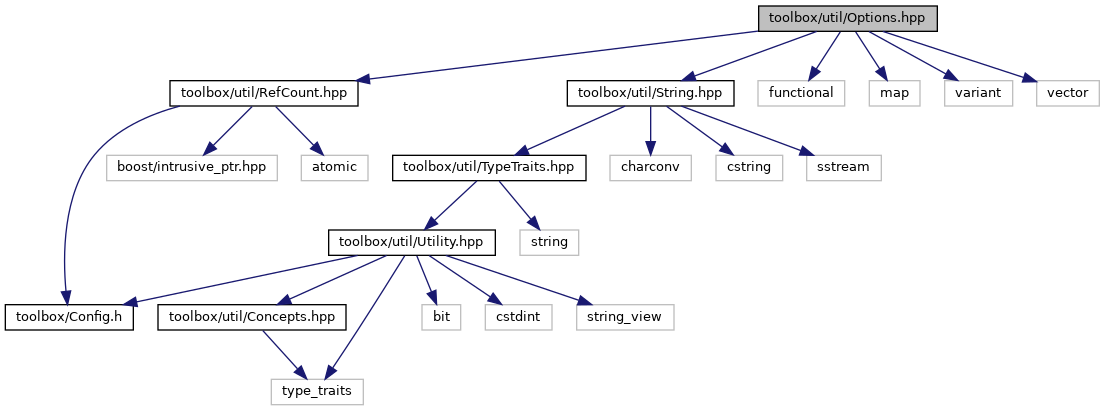 toolbox/util/Options.hpp
toolbox/util/RefCount.hpp
toolbox/util/String.hpp
functional
map
variant
vector
boost/intrusive_ptr.hpp
atomic
toolbox/util/TypeTraits.hpp
charconv
cstring
sstream
toolbox/util/Utility.hpp
string
toolbox/Config.h
toolbox/util/Concepts.hpp
bit
cstdint
string_view
type_traits